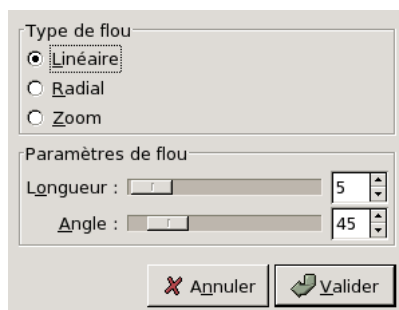 Type de flou
Linéaire
Radial
Zoom
Paramètres de flou
Longueur : 5
Angle : 45
Annuler Valider